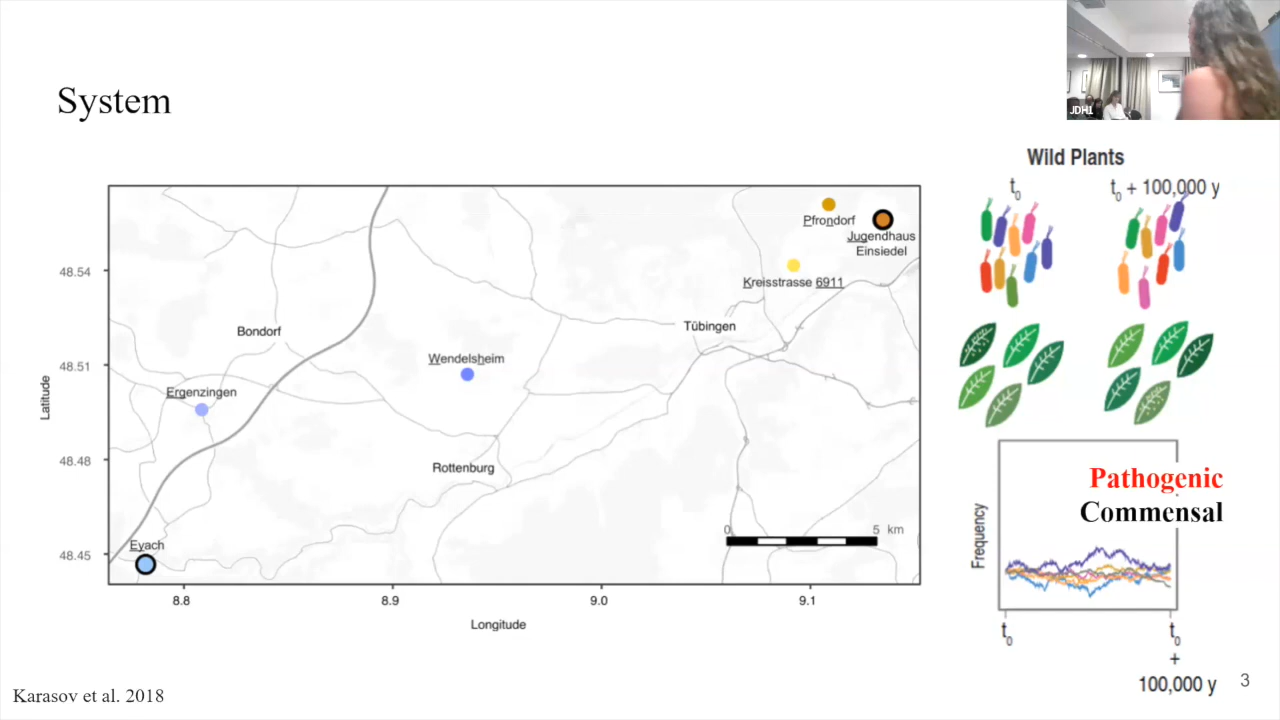 JDH1
System
Wild Plants
t0
t0 + 100,000 y
Pfrondorf
Jugendhaus
Einsiedel
Kreisstrasse 6911
48.54
Bondorf
Tübingen
Wendelsheim
48.51
Ergenzingen
Latitude
48.48
Rottenburg
Pathogenic
Commensal
Frequency
0
5 km
Eyach
48.45
8.8
8.9
9.0
9.1
Longitude
t0
t0
+
100,000 y
Karasov et al. 2018
3